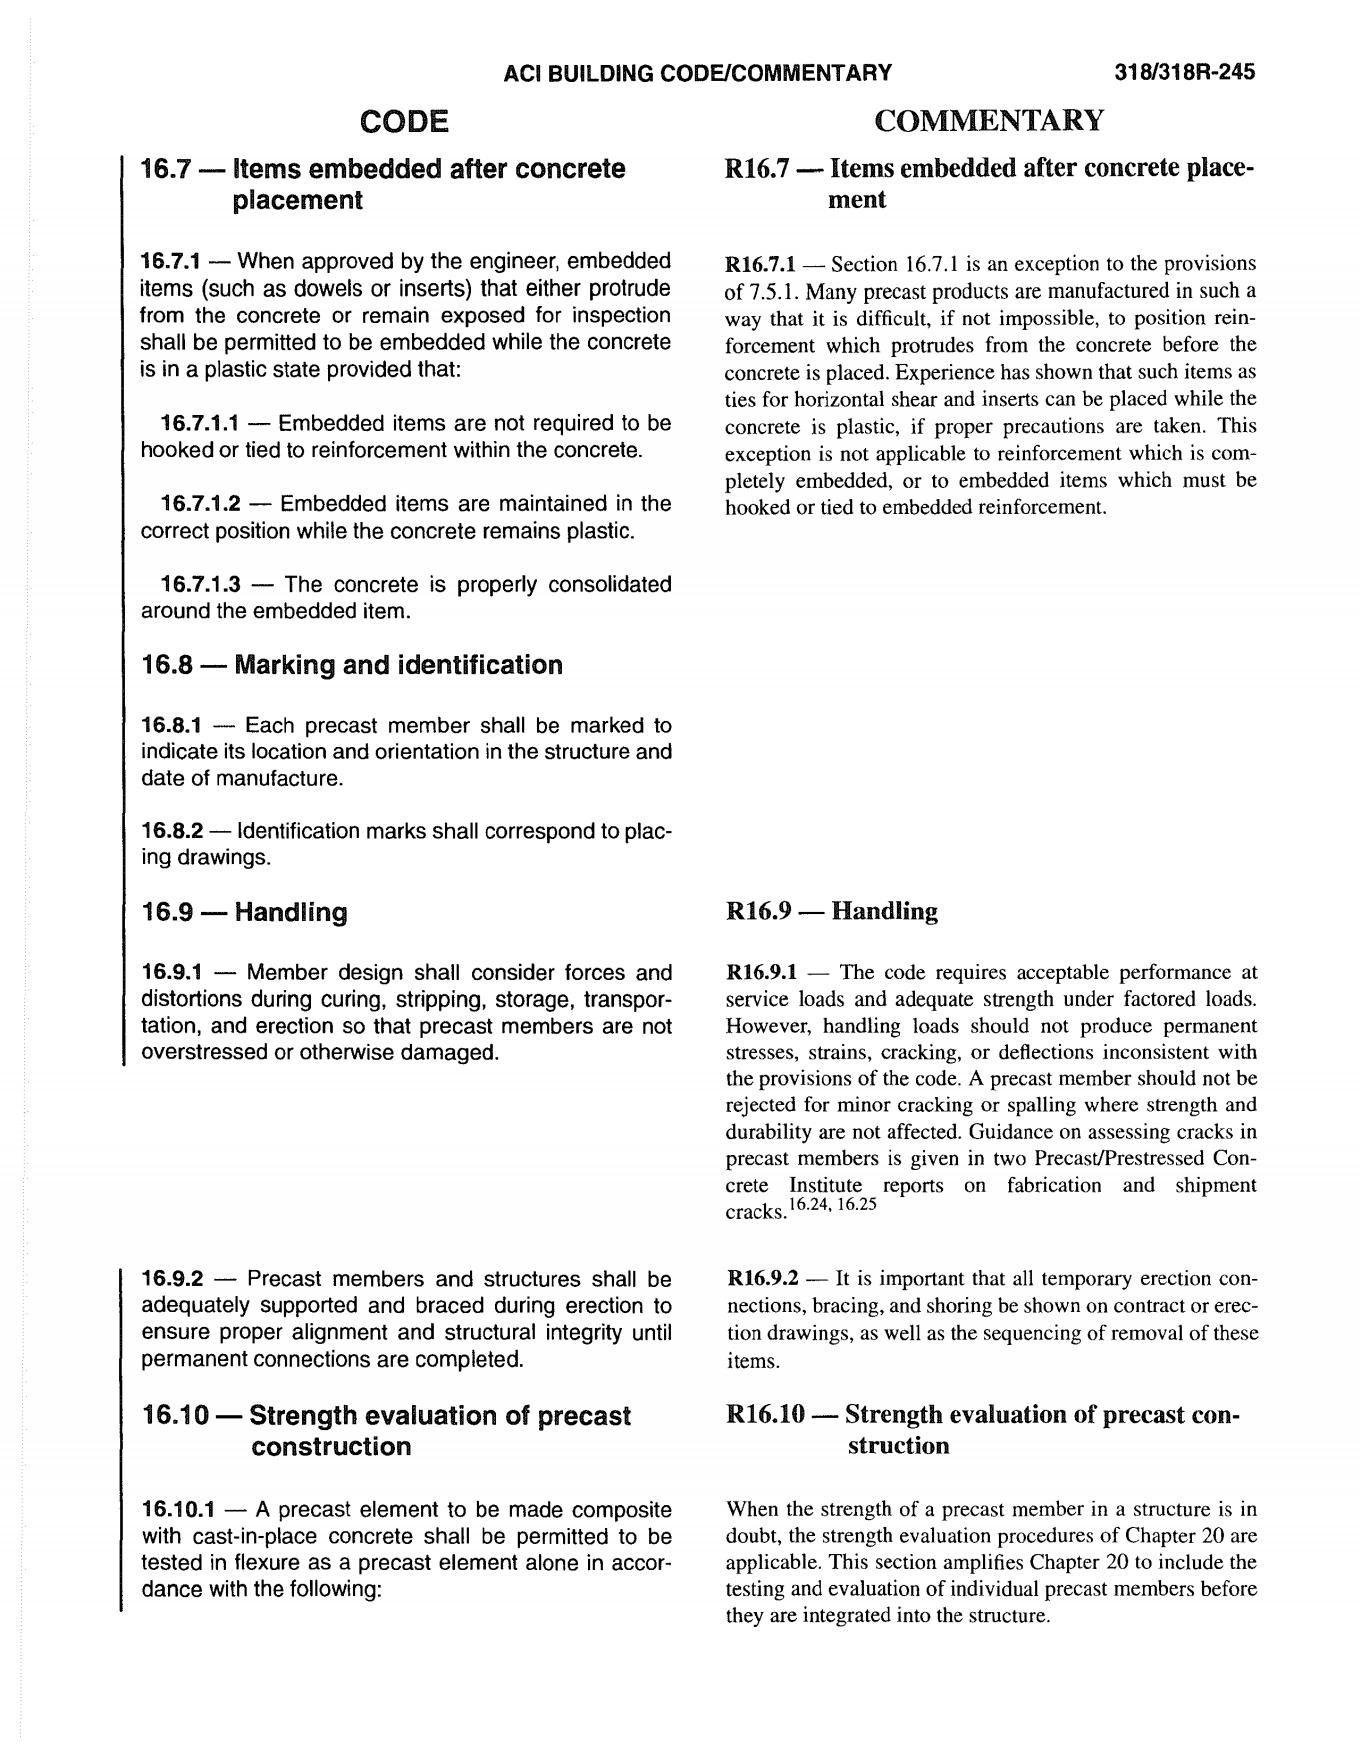 ACI BUILDING CODE/COMMENTARY
318/318R-245
CODE
16.7 — Items embedded after concrete
placement
16.7.1 — When approved by the engineer, embedded
items (such as dowels or inserts) that either protrude
from the concrete or remain exposed for inspection
shall be permitted to be embedded while the concrete
is in a plastic state provided that:
16.7.1.1 — Embedded items are not required to be
hooked or tied to reinforcement within the concrete.
16.7.1.2 — Embedded items are maintained in the
correct position while the concrete remains plastic.
16.7.1.3 — The concrete is properly consolidated
around the embedded item.
16.8 — Marking and identification
16.8.1 — Each precast member shall be marked to
indicate its location and orientation in the structure and
date of manufacture.
16.8.2 — Identification marks shall correspond to plac-
ing drawings.
16.9 — Handling
16.9.1 — Member design shall consider forces and
distortions during curing, stripping, storage, transpor-
tation, and erection so that precast members are not
overstressed or otherwise damaged.
16.9.2 — Precast members and structures shall be
adequately supported and braced during erection to
ensure proper alignment and structural integrity until
permanent connections are completed.
16.10 — Strength evaluation of precast
construction
16.10.1 — A precast element to be made composite
with cast-in-place concrete shall be permitted to be
tested in flexure as a precast element alone in accor-
dance with the following:
COMMENTARY
R16.7 — Items embedded after concrete place-
ment
R16.7.1 — Section 16.7.1 is an exception to the provisions
of 7.5.1. Many precast products are manufactured in such a
way that it is difficult, if not impossible, to position rein-
forcement which protrudes from the concrete before the
concrete is placed. Experience has shown that such items as
ties for horizontal shear and inserts can be placed while the
concrete is plastic, if proper precautions are taken. This
exception is not applicable to reinforcement which is com-
pletely embedded, or to embedded items which must be
hooked or tied to embedded reinforcement.
R16.9 — Handling
R16.9.1 — The code requires acceptable performance at
service loads and adequate strength under factored loads.
However, handling loads should not produce permanent
stresses, strains, cracking, or deflections inconsistent with
the provisions of the code. A precast member should not be
rejected for minor cracking or spalling where strength and
durability are not affected. Guidance on assessing cracks in
precast members is given in two Precast/Prestressed Con-
crete Institute reports on fabrication and shipment
cracks.16.24, 16.25
R16.9.2 — It is important that all temporary erection con-
nections, bracing, and shoring be shown on contract or erec-
tion drawings, as well as the sequencing of removal of these
items.
R16.10 — Strength evaluation of precast con-
struction
When the strength of a precast member in a structure is in
doubt, the strength evaluation procedures of Chapter 20 are
applicable. This section amplifies Chapter 20 to include the
testing and evaluation of individual precast members before
they are integrated into the structure.